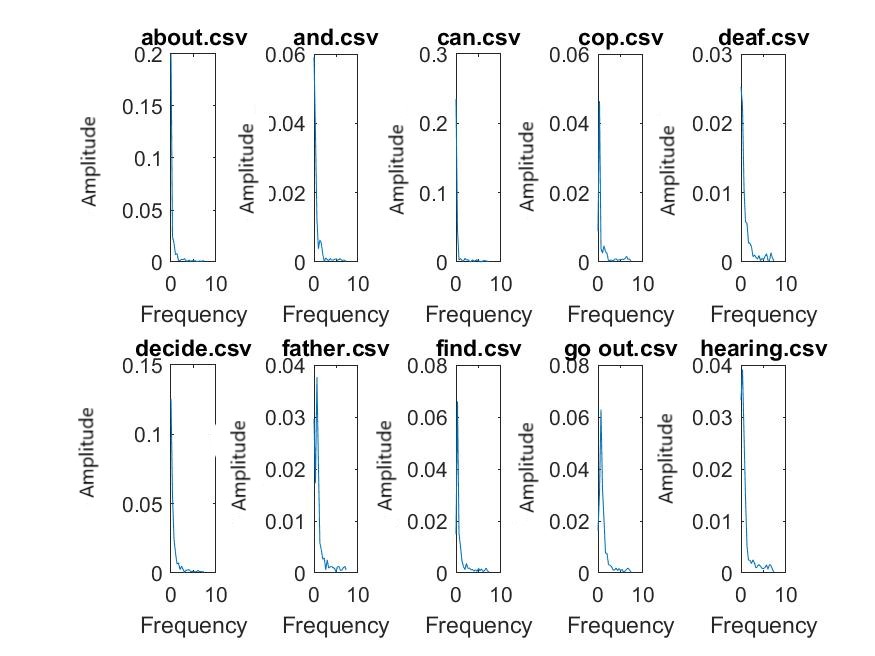 about.csv and.csv can.csv cop.csv deaf.csv
0.2 0.06 0.3 0.06 0.03
0.15
Amplitude Amplitude Amplitude Amplitude Amplitude
0.04 0.2 0.04 0.02
0.1
0.02 0.1 0.02 0.01
0.05
0 0 0 0 0
0 10 0 10 0 10 0 10 0 10
Frequency Frequency Frequency Frequency Frequency
decide.csv father.csv find.csv go out.csv hearing.csv
0.15 0.04 0.08 0.08 0.04
0.1 0.03 0.06 0.06 0.03
Amplitude Amplitude Amplitude Amplitude Amplitude
0.02 0.04 0.04 0.02
0.05 0.01 0.02 0.02 0.01
0 0 0 0 0
0 10 0 10 0 10 0 10 0 10
Frequency Frequency Frequency Frequency Frequency